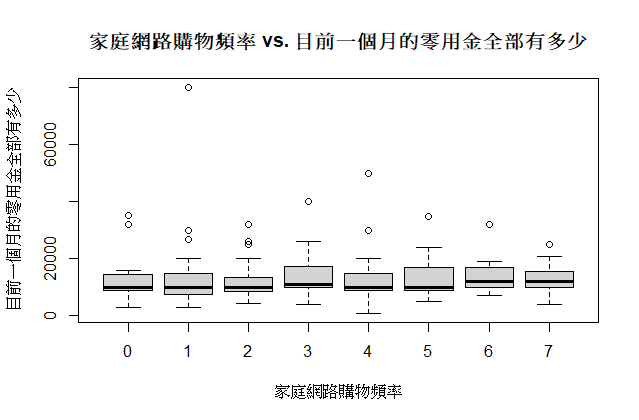 家庭網路購物頻率 vs. 目前一個月的零用金全部有多少
目前一個月的零用金全部有多少
60000
20000
0
0 1 2 3 4 5 6 7
家庭網路購物頻率